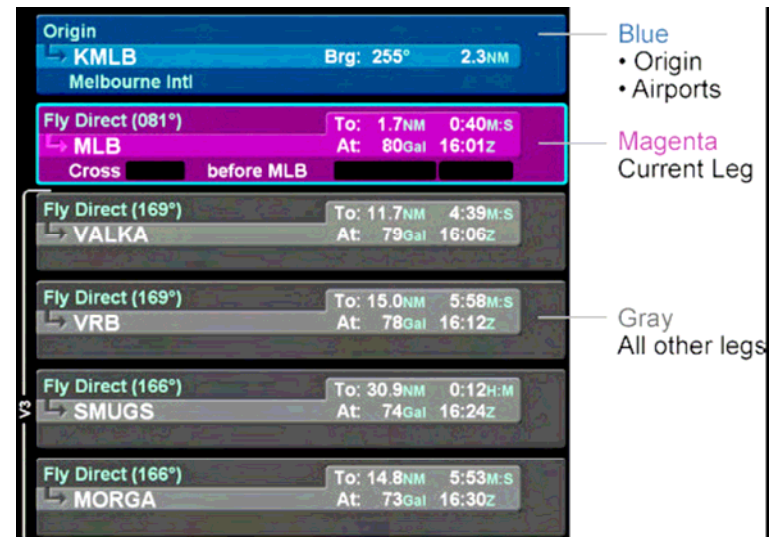 Origin
↳ KMLB Brg: 255° 2.3NM
Melbourne Intl
Fly Direct (081°) To: 1.7NM 0:40M:S
↳ MLB At: 80Gal 16:01Z
Cross before MLB
Fly Direct (169°) To: 11.7NM 4:39M:S
↳ VALKA At: 79Gal 16:06Z
Fly Direct (169°) To: 15.0NM 5:58M:S
↳ VRB At: 78Gal 16:12Z
Fly Direct (166°) To: 30.9NM 0:12H:M
↳ SMUGS At: 74Gal 16:24Z
Fly Direct (166°) To: 14.8NM 5:53M:S
↳ MORGA At: 73Gal 16:30Z
V3
Blue
• Origin
• Airports
Magenta
Current Leg
Gray
All other legs